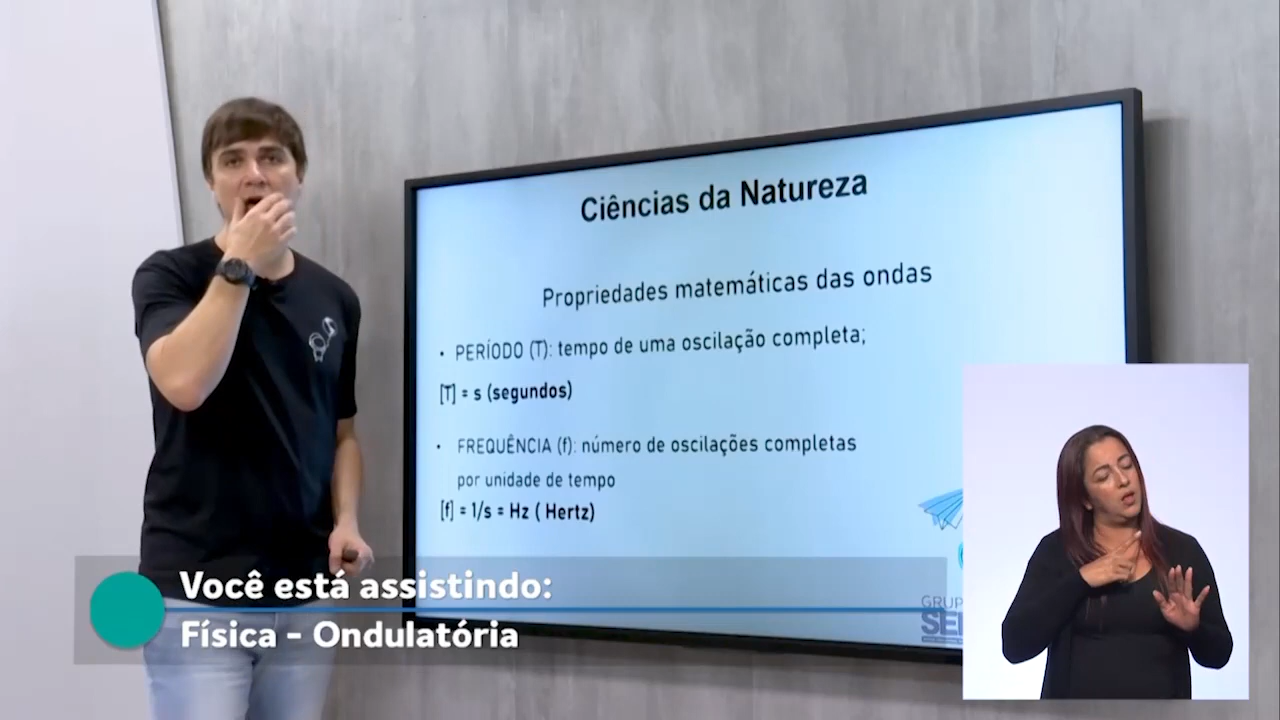 Ciências da Natureza
Propriedades matemáticas das ondas
• PERÍODO (T): tempo de uma oscilação completa;
[T] = s (segundos)
• FREQUÊNCIA (f): número de oscilações completas
por unidade de tempo
[f] = 1/s = Hz ( Hertz)
Você está assistindo:
Física - Ondulatória